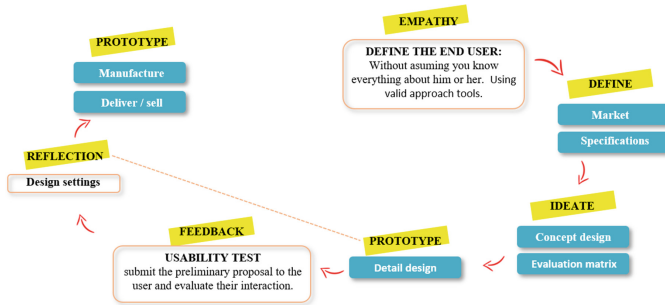 EMPATHY
DEFINE THE END USER:
Without asuming you know
everything about him or her. Using
valid approach tools.
DEFINE
Market
Specifications
IDEATE
Concept design
Evaluation matrix
PROTOTYPE
Detail design
FEEDBACK
USABILITY TEST
submit the preliminary proposal to the
user and evaluate their interaction.
REFLECTION
Design settings
PROTOTYPE
Manufacture
Deliver / sell